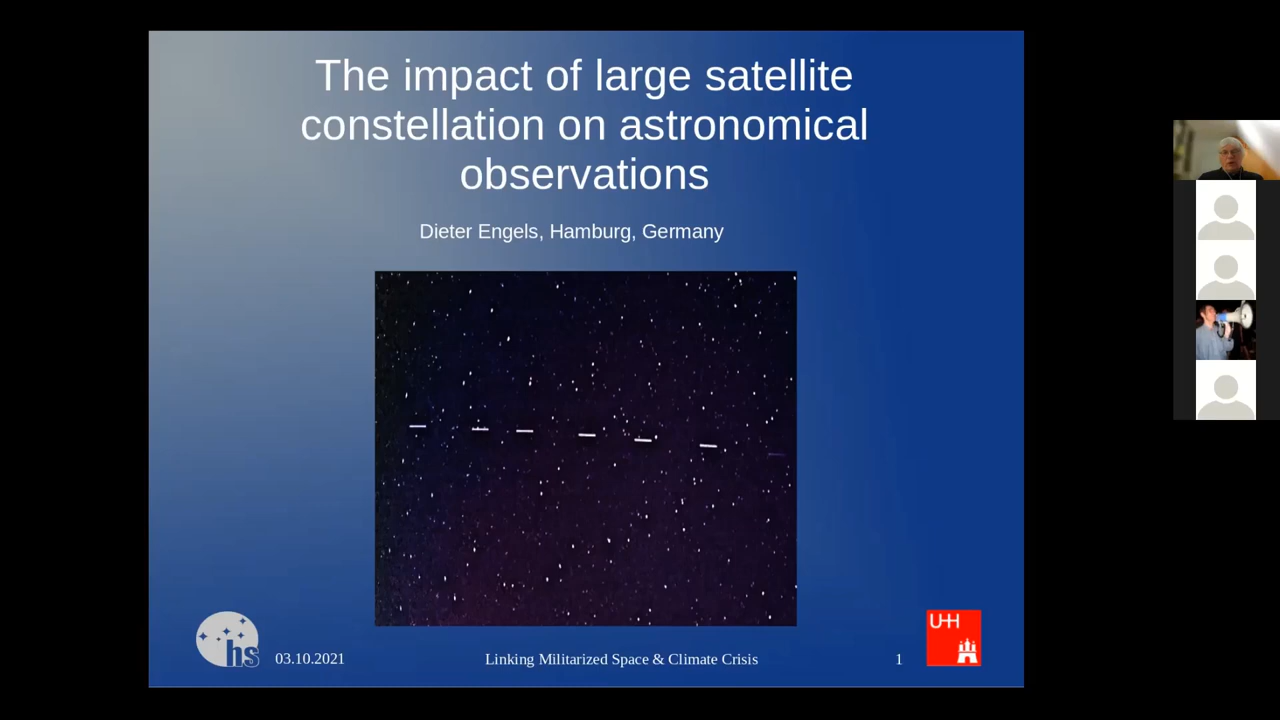 The impact of large satellite
constellation on astronomical
observations
Dieter Engels, Hamburg, Germany
hs
03.10.2021
Linking Militarized Space & Climate Crisis
1
UH